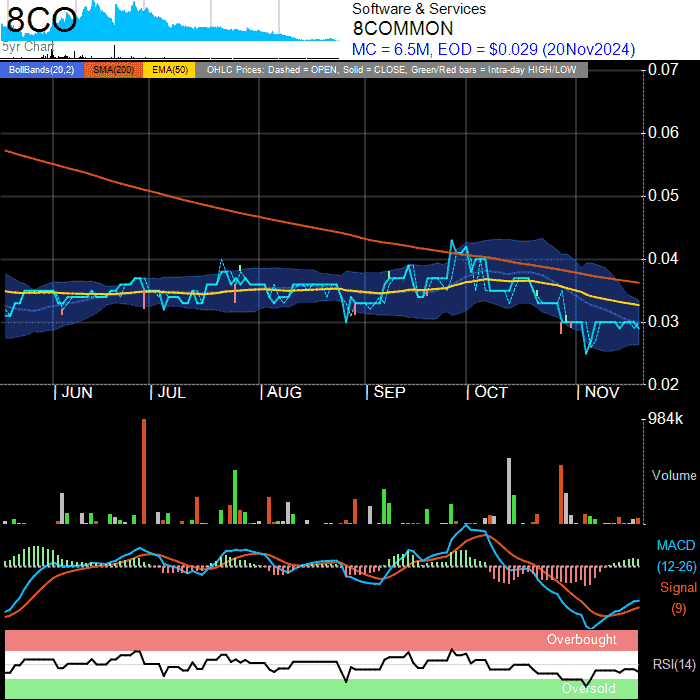 8CO
5yr Chart
Software & Services
8COMMON
MC = 6.5M, EOD = $0.029 (20Nov2024)
BollBands(20,2) SMA(200) EMA(50) OHLC Prices: Dashed = OPEN, Solid = CLOSE, Green/Red bars = Intra-day HIGH/LOW
0.07
0.06
0.05
0.04
0.03
0.02
JUN JUL AUG SEP OCT NOV
984k
Volume
MACD
(12-26)
Signal
(9)
Overbought
RSI(14)
Oversold